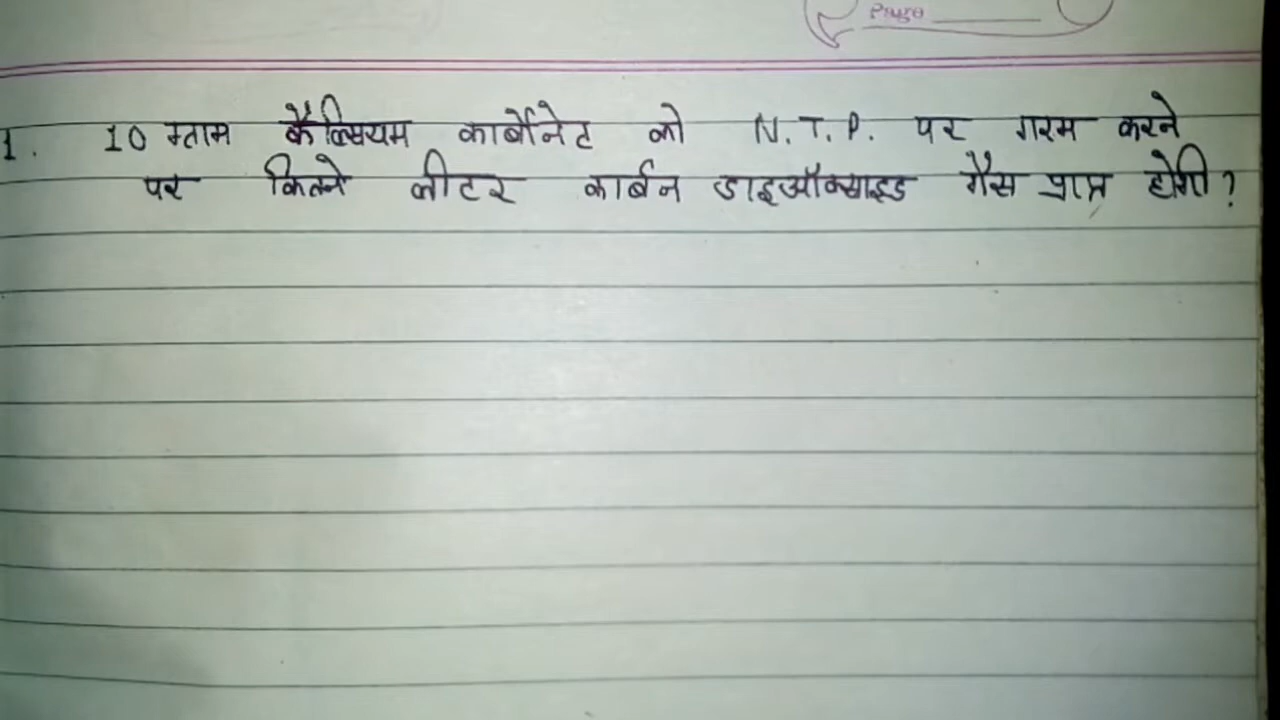 Page
1. 10 ग्राम कैल्सियम कार्बोनेट को N.T.P. पर गरम करने
पर कितने लीटर कार्बन डाइऑक्साइड गैस प्राप्त होगी?